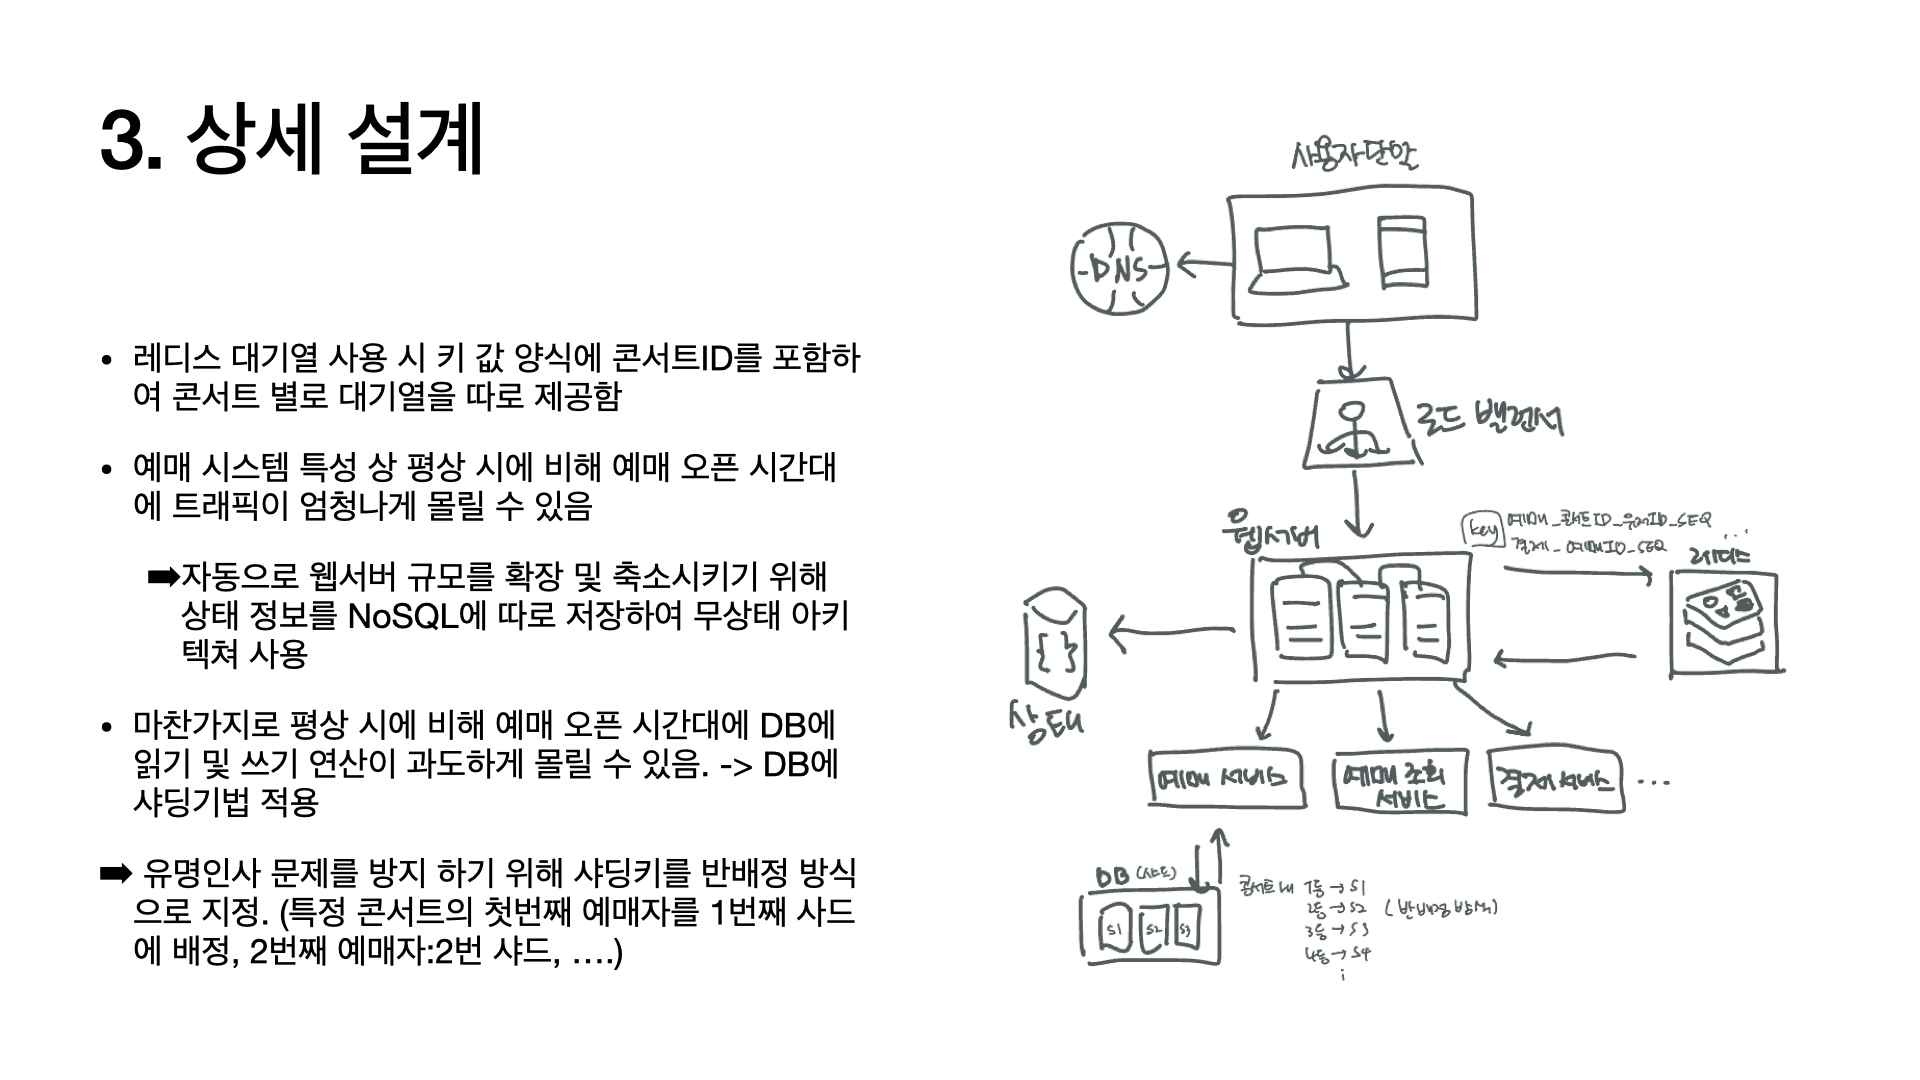 3. 상세 설계
• 레디스 대기열 사용 시 키 값 양식에 콘서트ID를 포함하
여 콘서트 별로 대기열을 따로 제공함
• 예매 시스템 특성 상 평상 시에 비해 예매 오픈 시간대
에 트래픽이 엄청나게 몰릴 수 있음
➡자동으로 웹서버 규모를 확장 및 축소시키기 위해
상태 정보를 NoSQL에 따로 저장하여 무상태 아키
텍쳐 사용
• 마찬가지로 평상 시에 비해 예매 오픈 시간대에 DB에
읽기 및 쓰기 연산이 과도하게 몰릴 수 있음. -> DB에
샤딩기법 적용
➡ 유명인사 문제를 방지 하기 위해 샤딩키를 반배정 방식
으로 지정. (특정 콘서트의 첫번째 예매자를 1번째 사드
에 배정, 2번째 예매자:2번 샤드, ….)
사용자단말
DNS
로드 밸런서
웹서버
key
예매_콘서트ID_유저ID_SEQ
결제_예매ID_SEQ
...
레디스
{ }
상태
예매 서비스
예매 조회
서비스
결제 서비스
...
DB (샤드)
S1 S2 S3
콘서트 내 1등 → S1
2등 → S2 (반배정 방식)
3등 → S3
4등 → S4